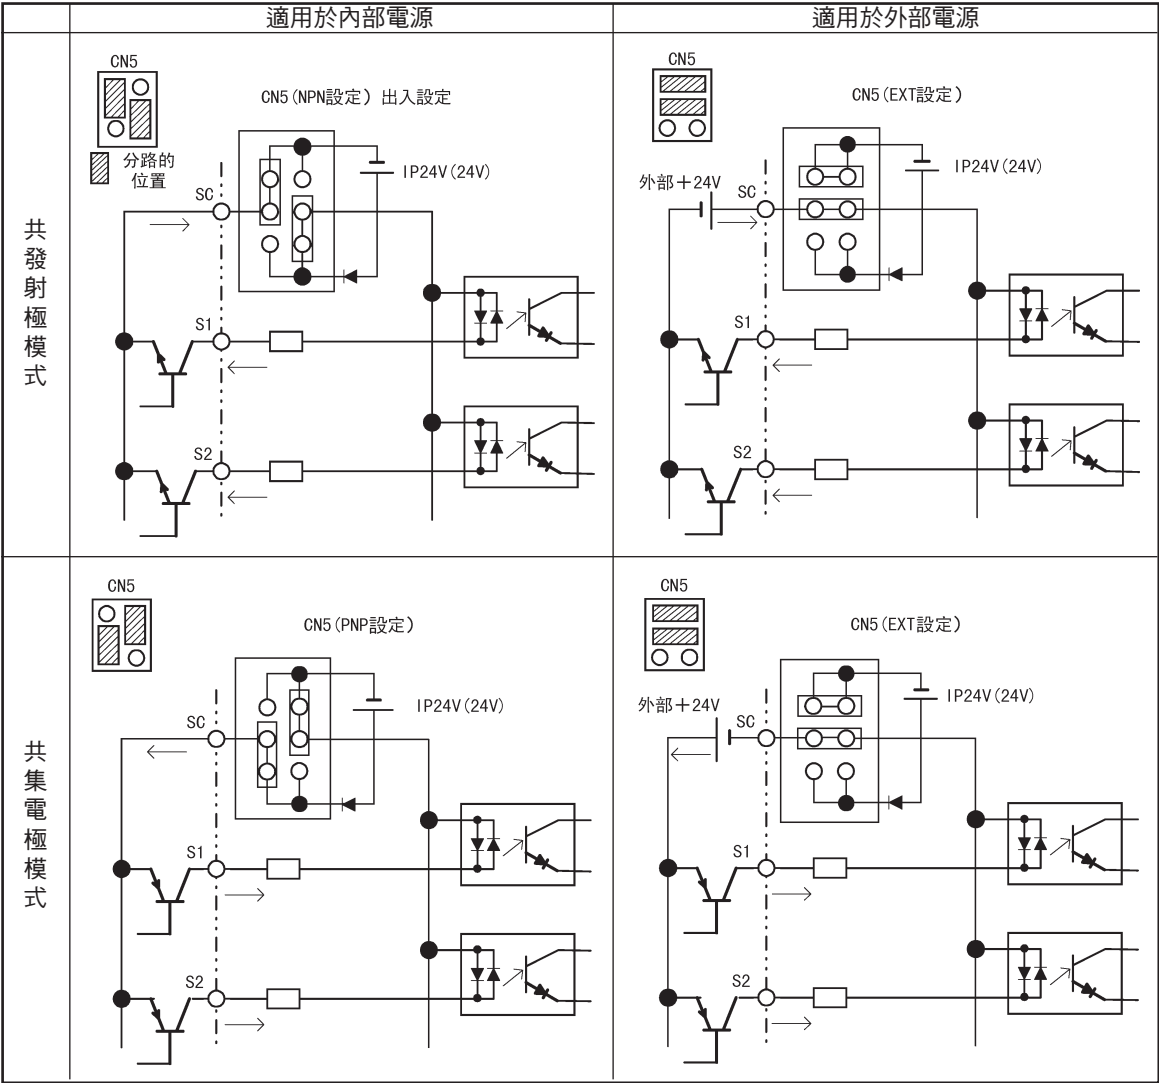 適用於內部電源
適用於外部電源
共發射極模式
CN5
分路的
位置
CN5(NPN設定) 出入設定
IP24V(24V)
SC
S1
S2
CN5
CN5(EXT設定)
外部+24V
IP24V(24V)
SC
S1
S2
共集電極模式
CN5
CN5(PNP設定)
IP24V(24V)
SC
S1
S2
CN5
CN5(EXT設定)
外部+24V
IP24V(24V)
SC
S1
S2